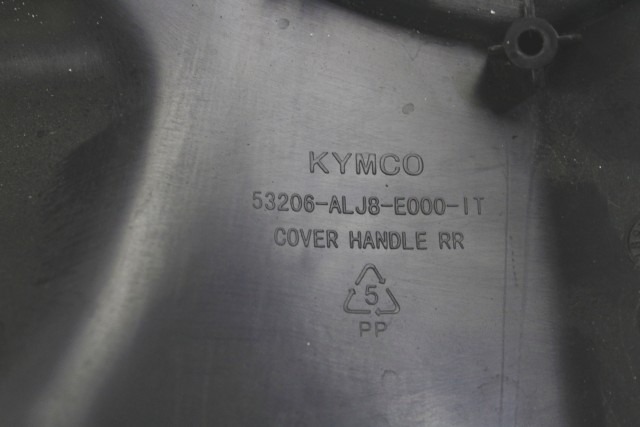 KYMCO
53206-ALJ8-E000-IT
COVER HANDLE RR
5
PP